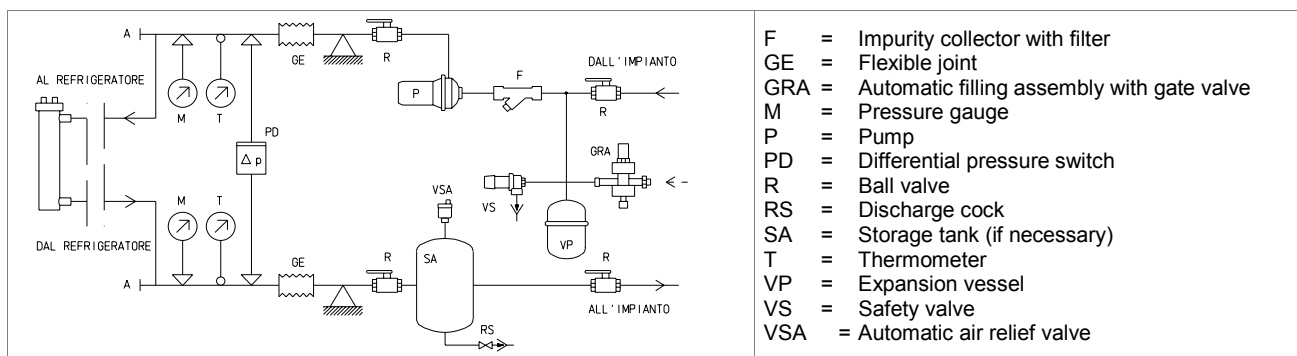 A
GE
R
F
DALL'IMPIANTO
R
AL REFRIGERATORE
M
T
PD
P
Δ p
GRA
M
T
VSA
VS
DAL REFRIGERATORE
VP
GE
R
SA
R
A
ALL'IMPIANTO
RS
F = Impurity collector with filter
GE = Flexible joint
GRA = Automatic filling assembly with gate valve
M = Pressure gauge
P = Pump
PD = Differential pressure switch
R = Ball valve
RS = Discharge cock
SA = Storage tank (if necessary)
T = Thermometer
VP = Expansion vessel
VS = Safety valve
VSA = Automatic air relief valve